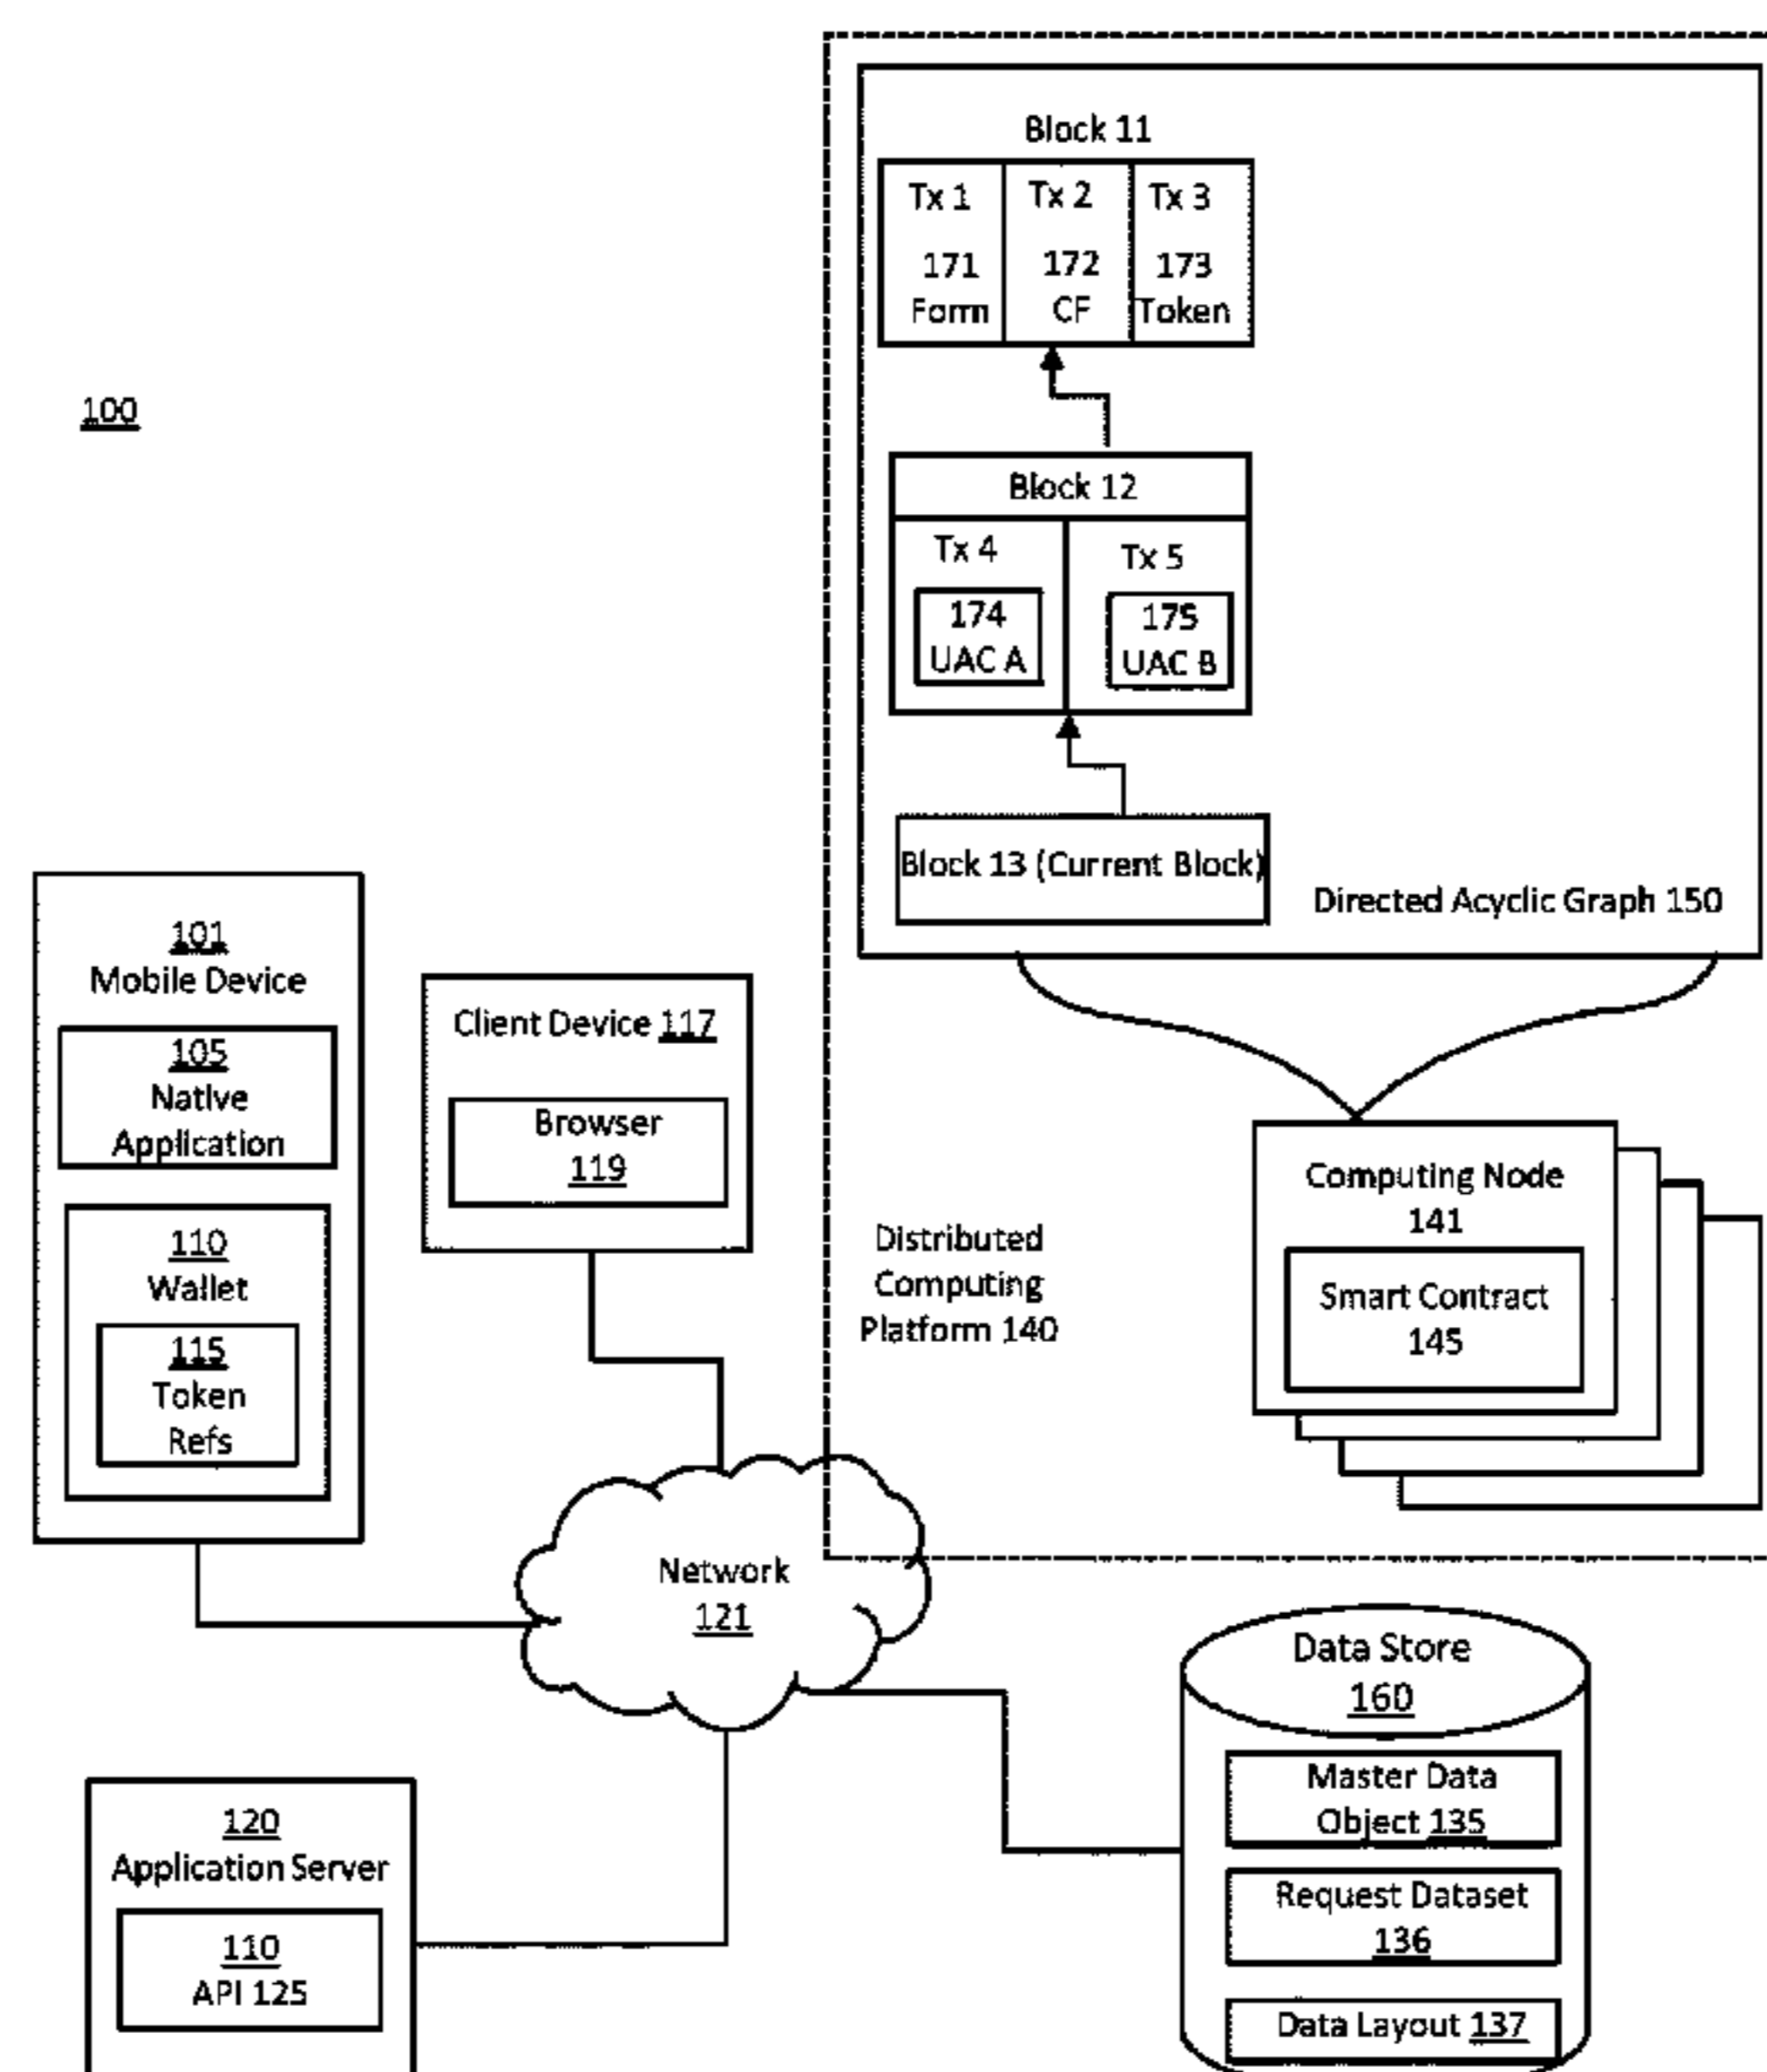 100
Block 11
Tx 1
171
Form
Tx 2
172
CF
Tx 3
173
Token
Block 12
Tx 4
174
UAC A
Tx 5
175
UAC B
Block 13 (Current Block)
Directed Acyclic Graph 150
101
Mobile Device
105
Native
Application
110
Wallet
115
Token
Refs
Client Device 117
Browser
119
Distributed
Computing
Platform 140
Computing Node
141
Smart Contract
145
Network
121
120
Application Server
110
API 125
Data Store
160
Master Data
Object 135
Request Dataset
136
Data Layout 137